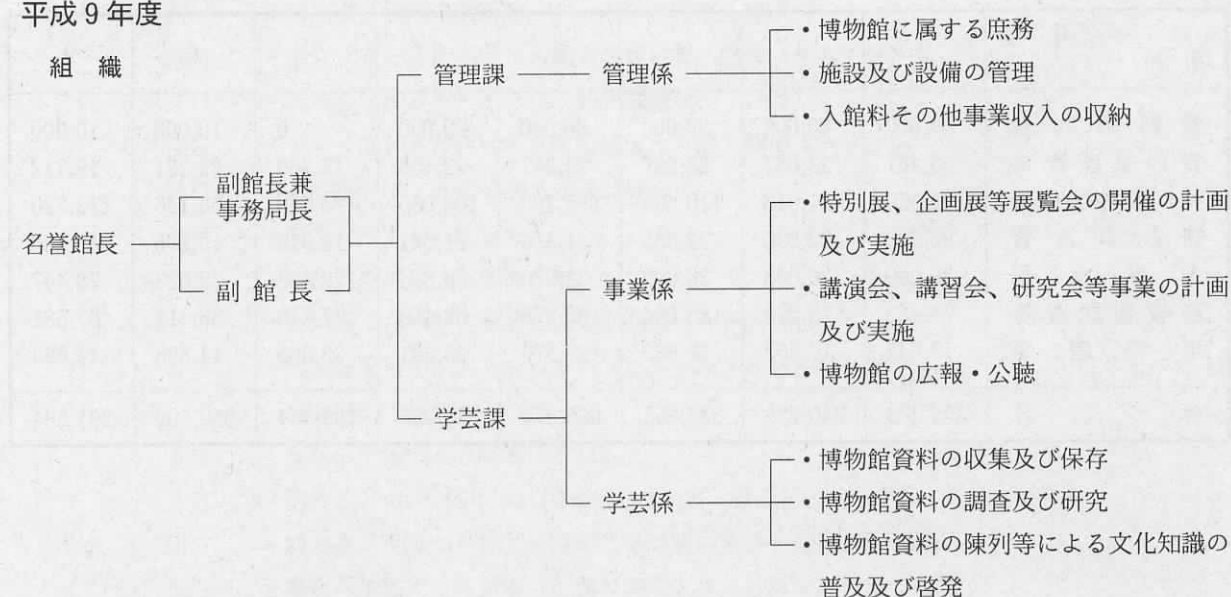 平成9年度
組織
名誉館長
副館長兼
事務局長
副館長
管理課
管理係
・博物館に属する庶務
・施設及び設備の管理
・入館料その他事業収入の収納
学芸課
事業係
・特別展、企画展等展覧会の開催の計画
及び実施
・講演会、講習会、研究会等事業の計画
及び実施
・博物館の広報・公聴
学芸係
・博物館資料の収集及び保存
・博物館資料の調査及び研究
・博物館資料の陳列等による文化知識の
普及及び啓発